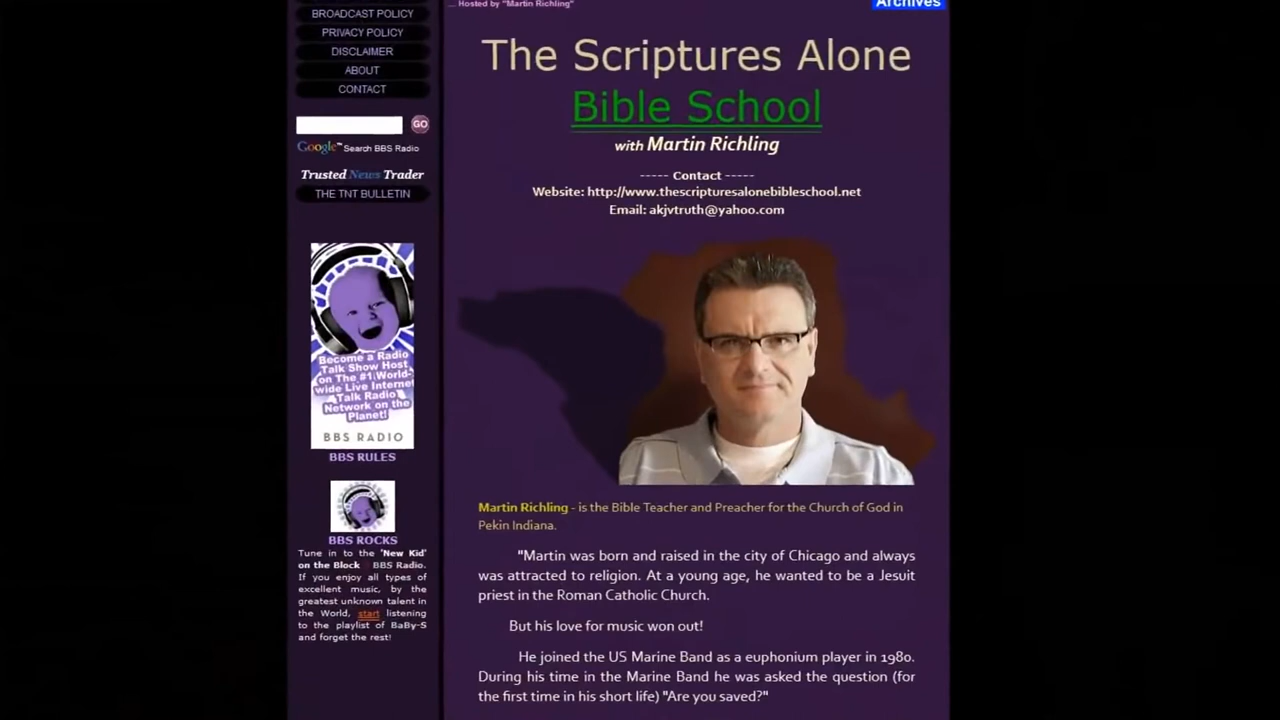 BROADCAST POLICY
PRIVACY POLICY
DISCLAIMER
ABOUT
CONTACT
GO
Google™ Search BBS Radio
Trusted News Trader
THE TNT BULLETIN
Become a Radio
Talk Show Host
on The #1 World-
wide Live Internet
Talk Radio
Network on the
Planet!
BBS RADIO
BBS RULES
BBS ROCKS
Tune in to the 'New Kid'
on the Block BBS Radio.
If you enjoy all types of
excellent music, by the
greatest unknown talent in
the World, start listening
to the playlist of BaBy-S
and forget the rest!
... Hosted by "Martin Richling"
Archives
The Scriptures Alone
Bible School
with Martin Richling
----- Contact -----
Website: http://www.thescripturesalonebibleschool.net
Email: akjvtruth@yahoo.com
Martin Richling - is the Bible Teacher and Preacher for the Church of God in
Pekin Indiana.
"Martin was born and raised in the city of Chicago and always
was attracted to religion. At a young age, he wanted to be a Jesuit
priest in the Roman Catholic Church.
But his love for music won out!
He joined the US Marine Band as a euphonium player in 1980.
During his time in the Marine Band he was asked the question (for
the first time in his short life) "Are you saved?"